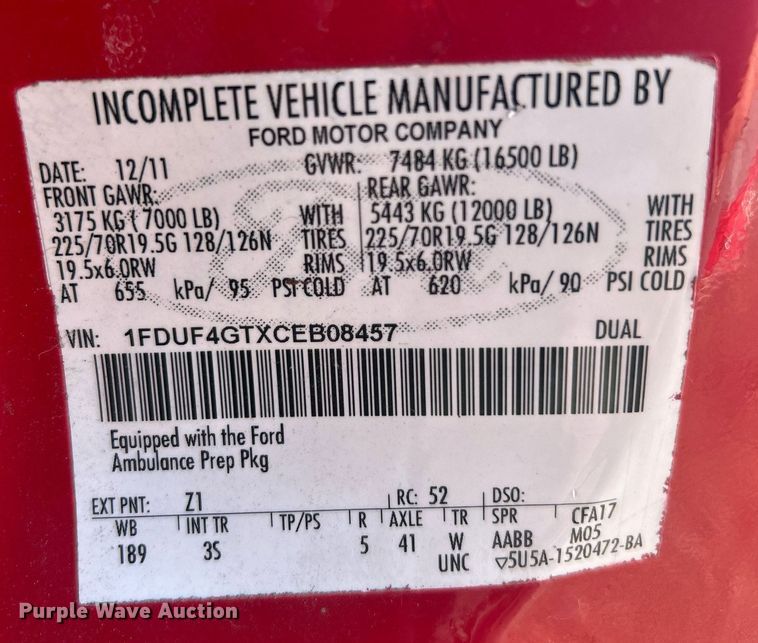 INCOMPLETE VEHICLE MANUFACTURED BY
FORD MOTOR COMPANY
DATE: 12/11 GVWR: 7484 KG (16500 LB)
FRONT GAWR: REAR GAWR:
3175 KG (7000 LB) WITH 5443 KG (12000 LB) WITH
225/70R19.5G 128/126N TIRES 225/70R19.5G 128/126N TIRES
19.5x6.0RW RIMS 19.5x6.0RW RIMS
AT 655 kPa/ 95 PSI COLD AT 620 kPa/ 90 PSI COLD
VIN: 1FDUF4GTXCEB08457 DUAL
Equipped with the Ford
Ambulance Prep Pkg
EXT PNT: Z1 RC: 52 DSO:
WB INT TR TP/PS R AXLE TR SPR CFA17
189 3S 5 41 W AABB M05
UNC ▽5U5A-1520472-BA
Purple Wave Auction